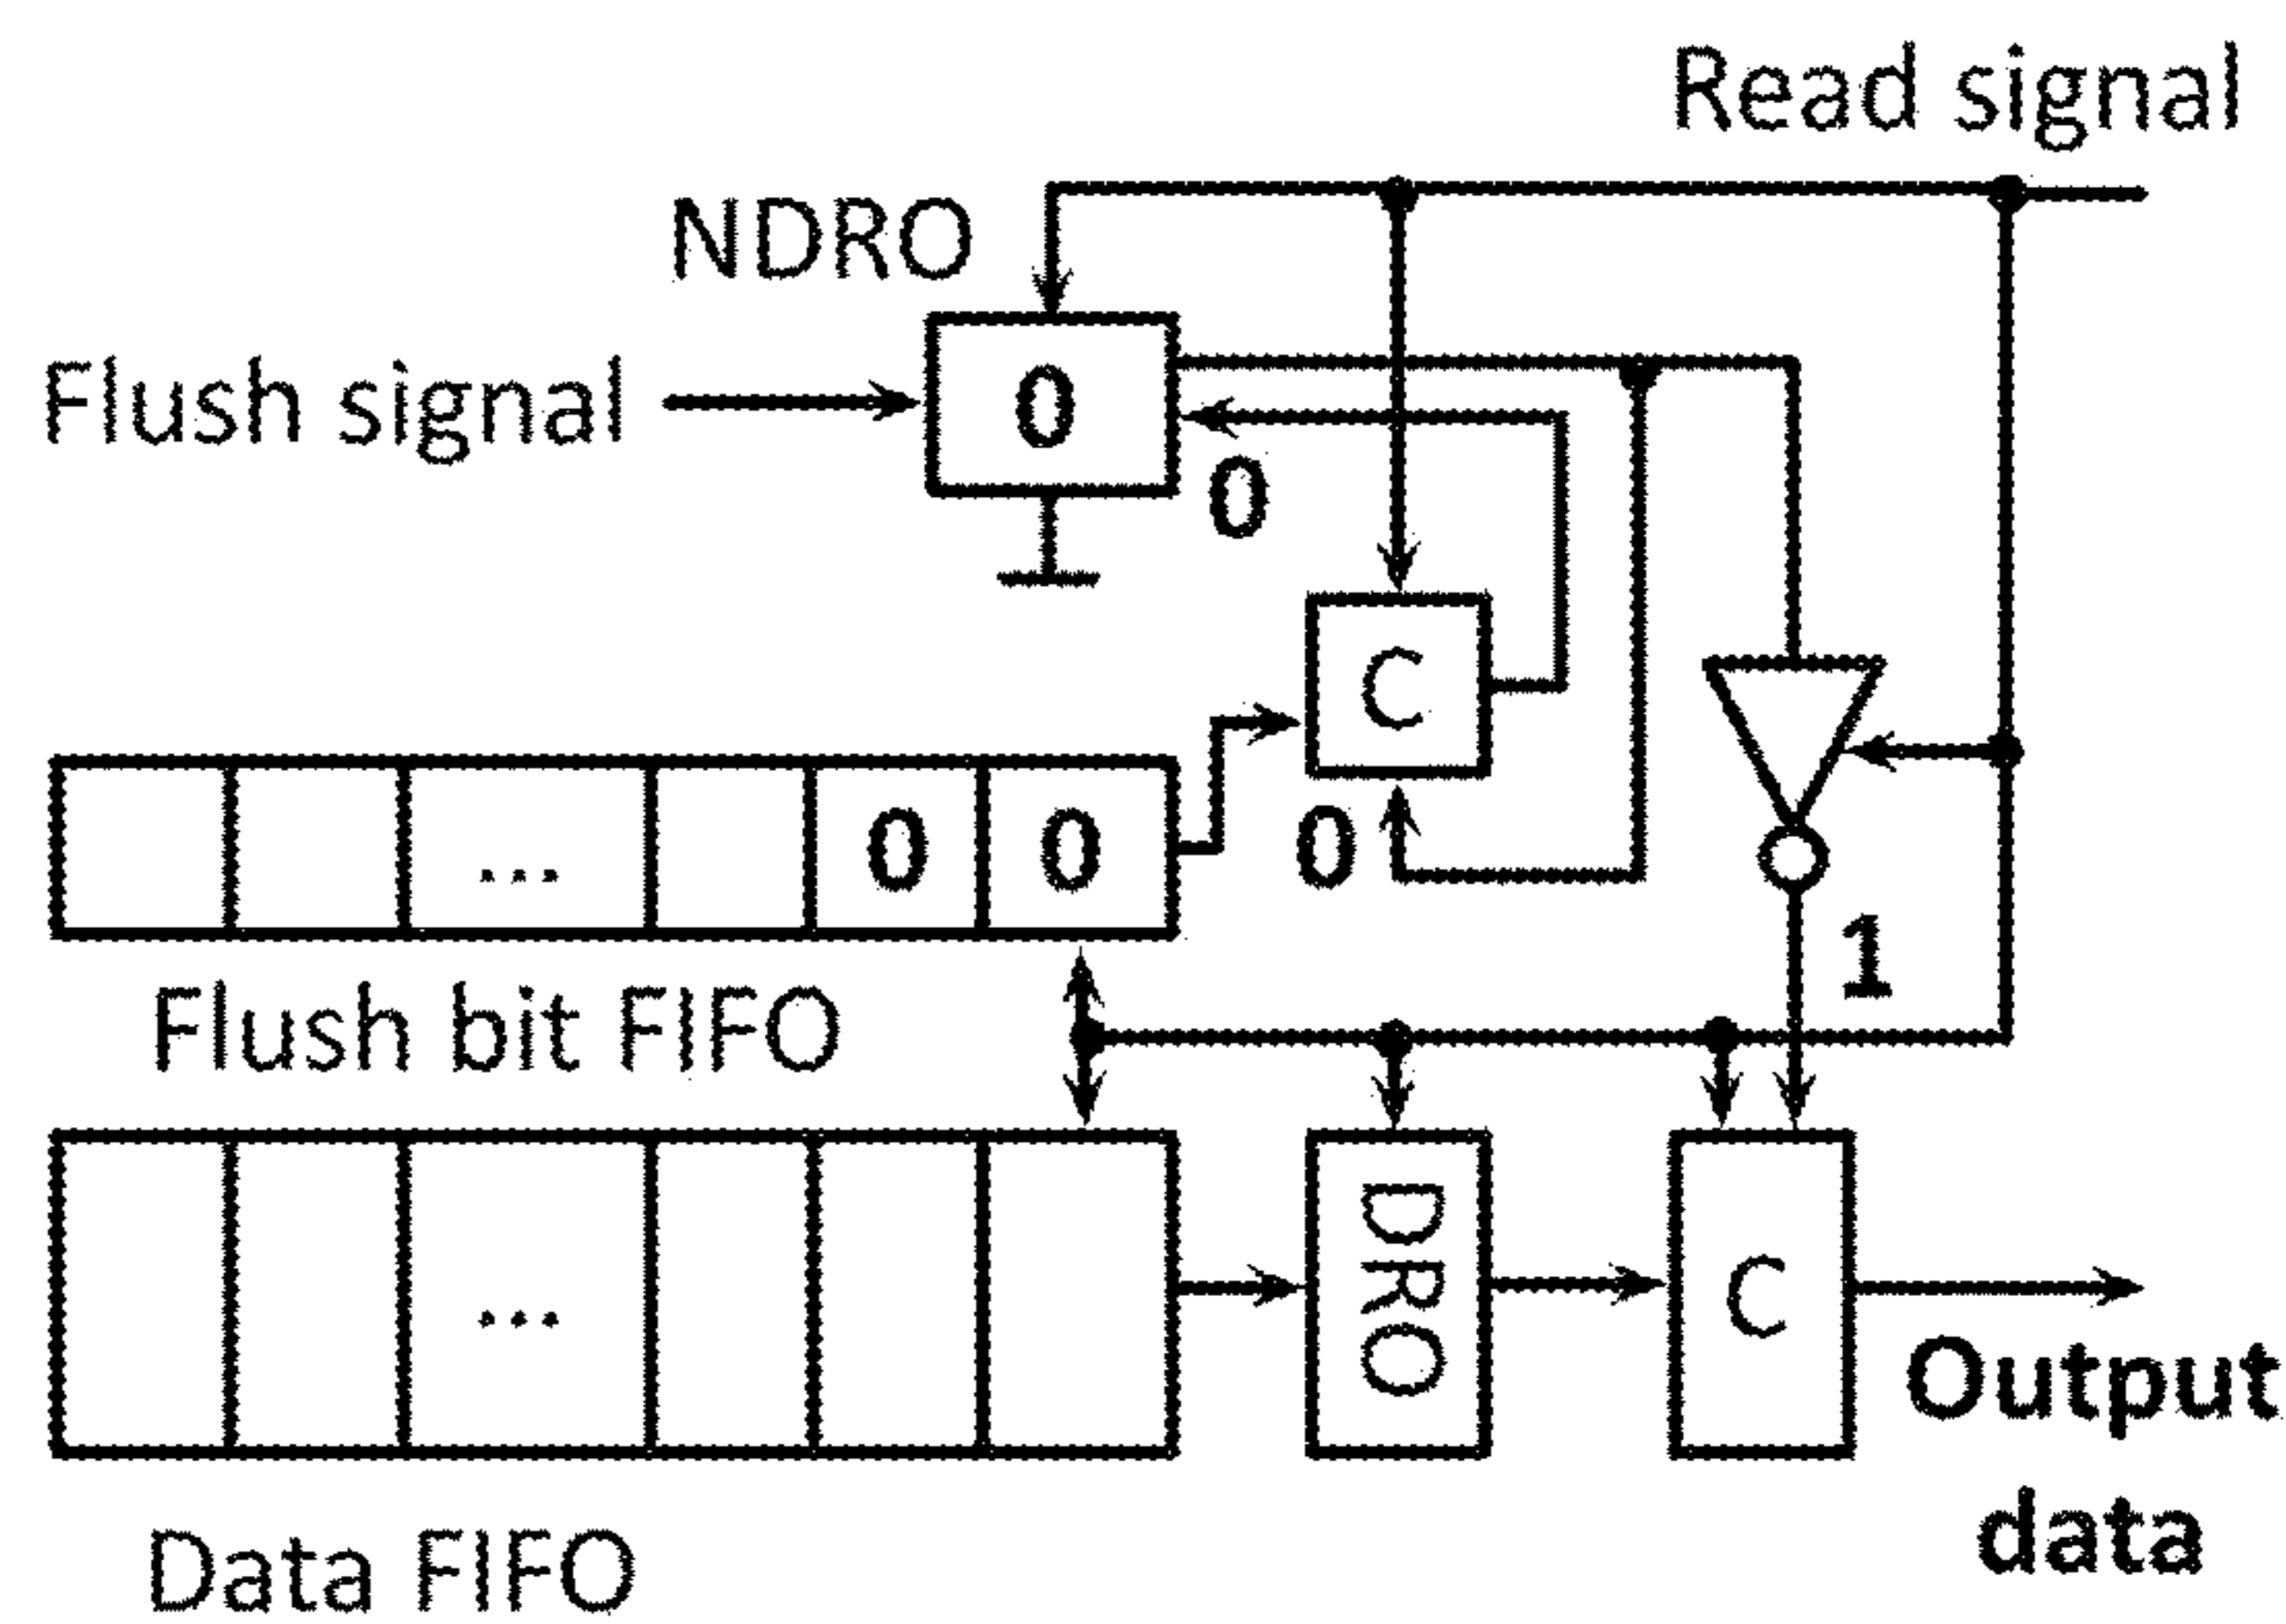 Read signal
NDRO
Flush signal
0
0
C
0 0
0
...
1
Flush bit FIFO
DRO
C
...
Output
data
Data FIFO